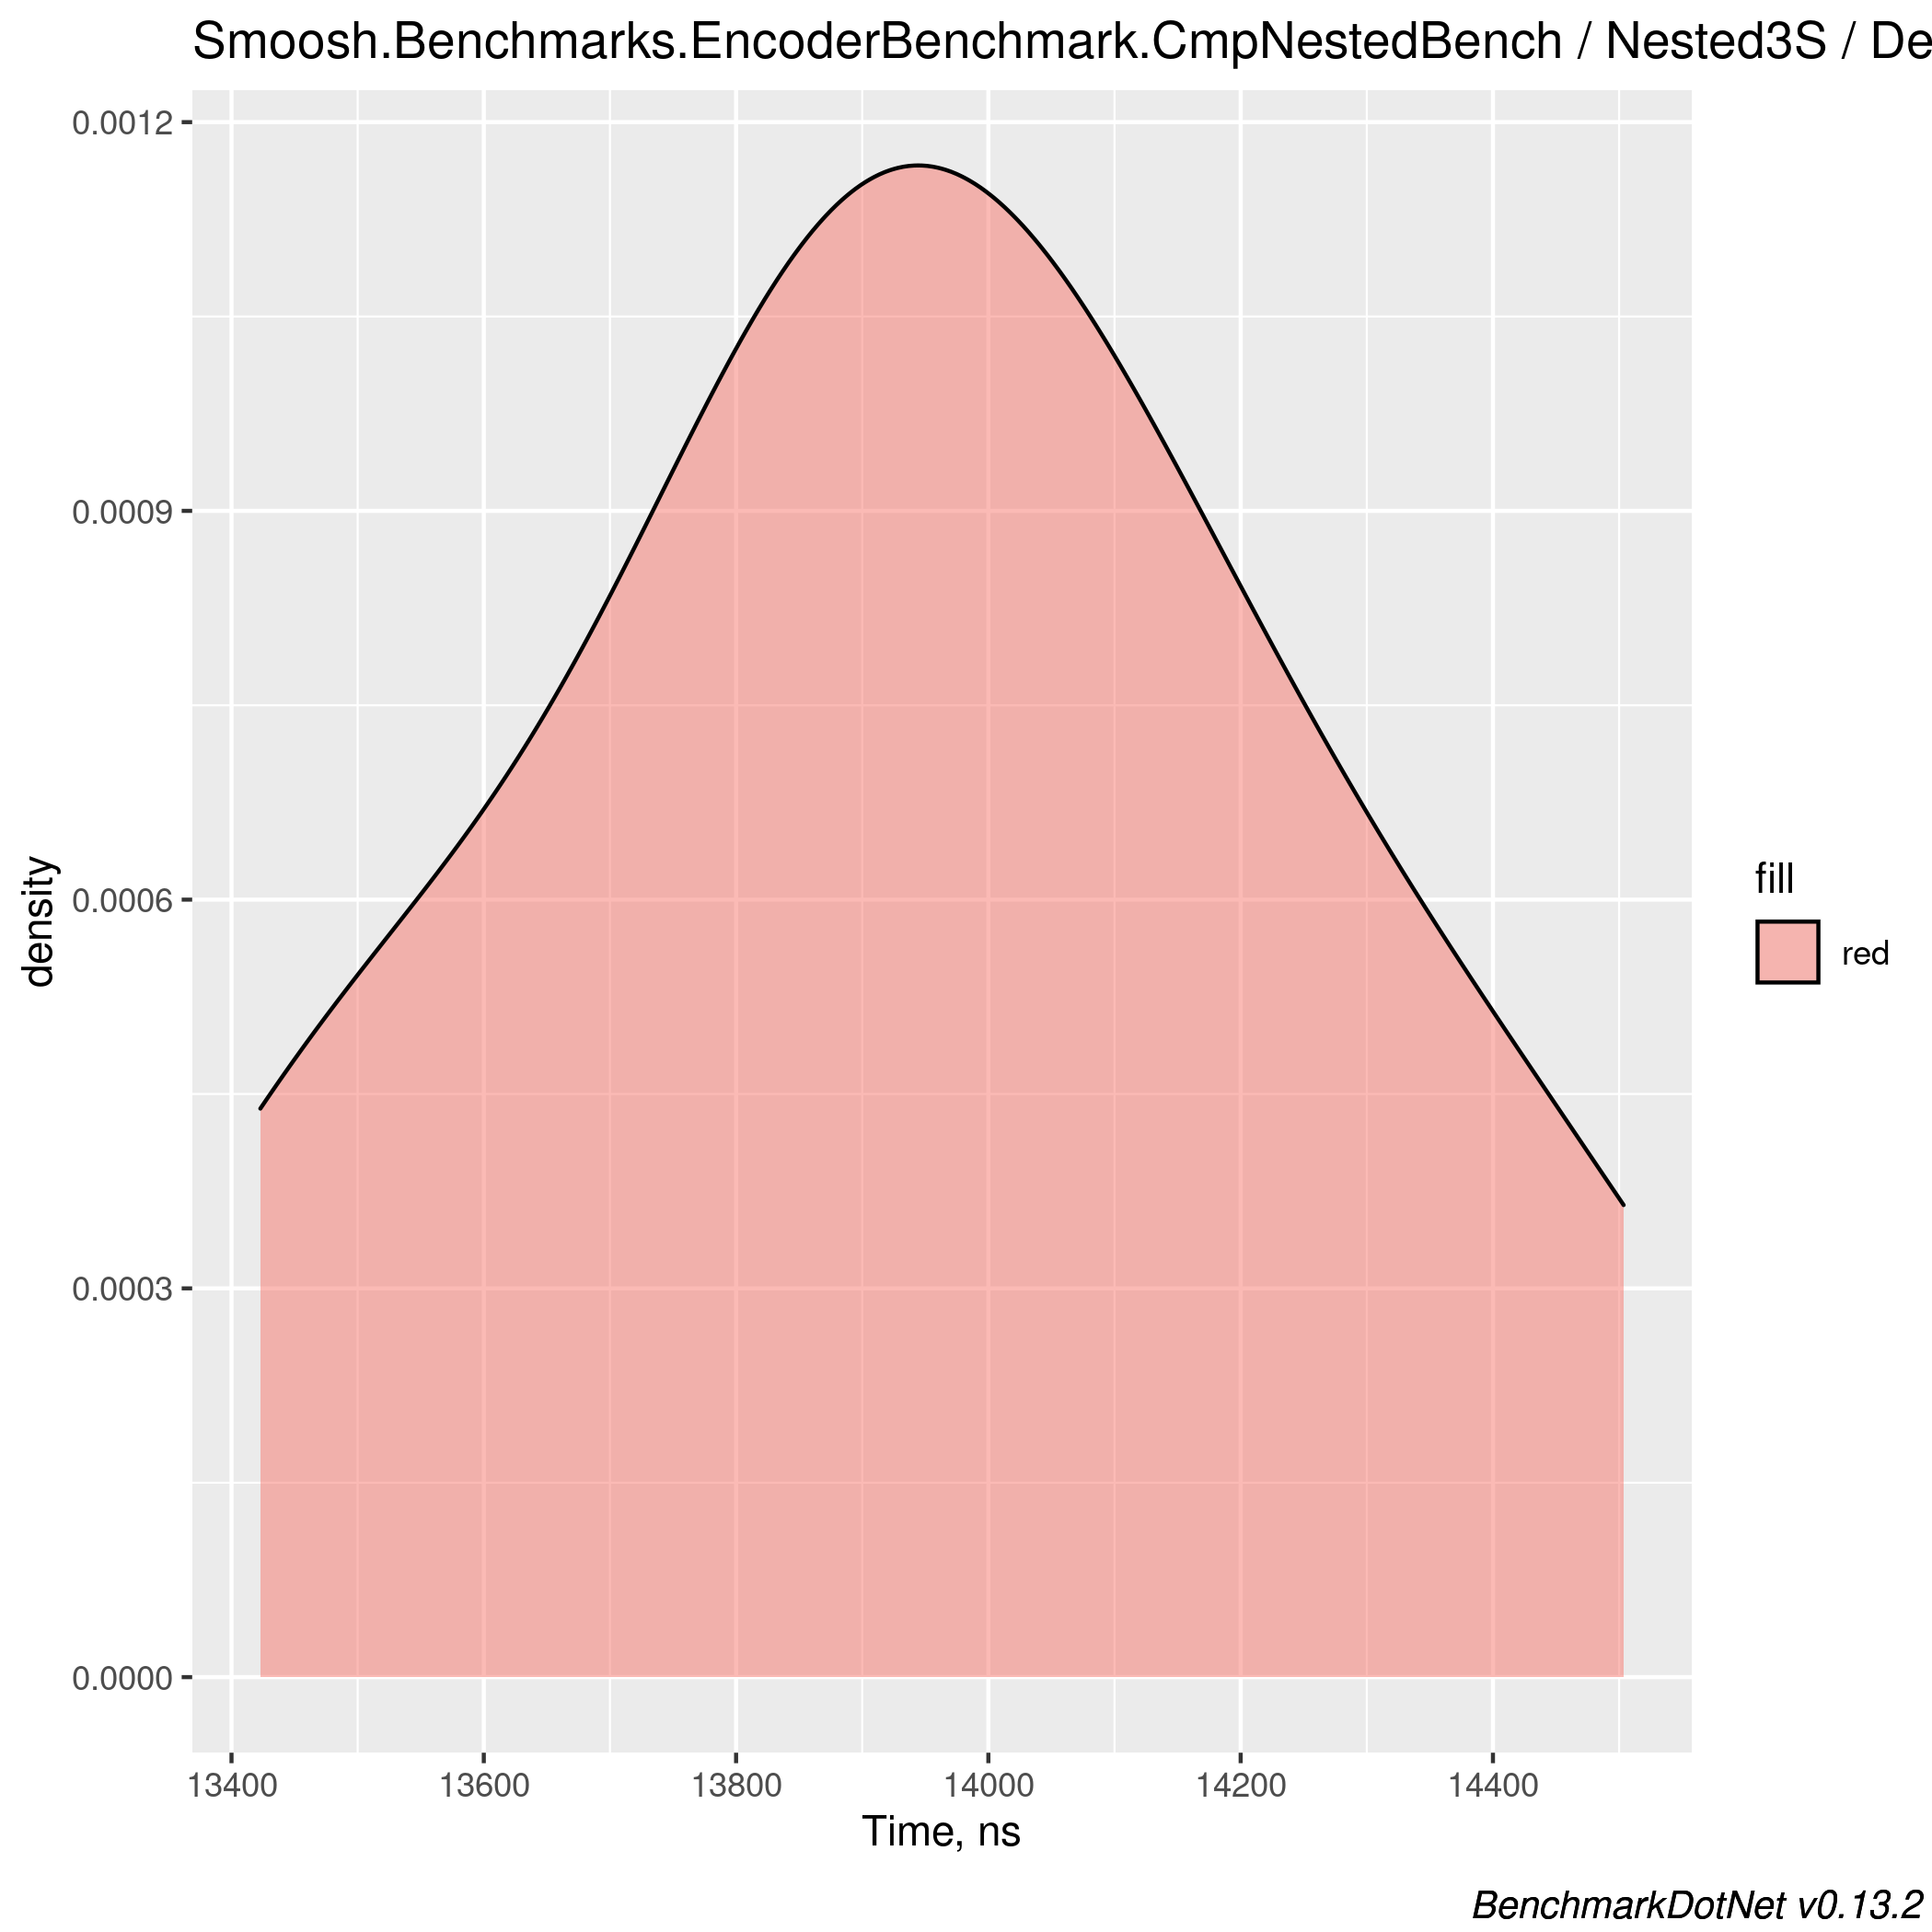 Smoosh.Benchmarks.EncoderBenchmark.CmpNestedBench / Nested3S / De
0.0012
0.0009
0.0006
0.0003
0.0000
density
13400 13600 13800 14000 14200 14400
Time, ns
fill
red
BenchmarkDotNet v0.13.2